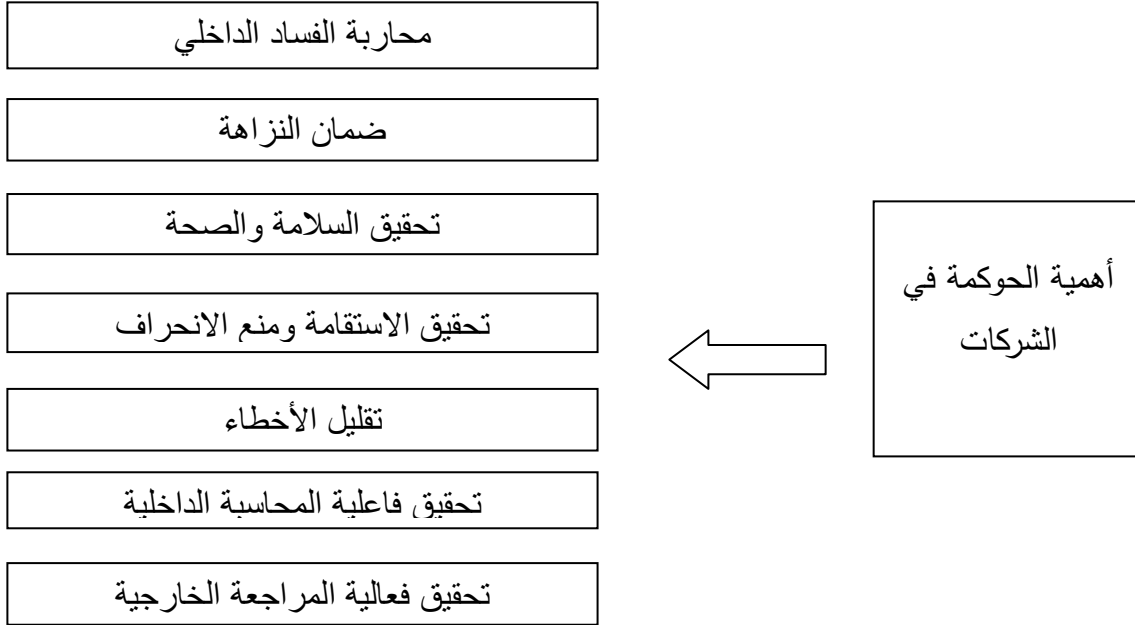 أهمية الحوكمة في
الشركات
محاربة الفساد الداخلي
ضمان النزاهة
تحقيق السلامة والصحة
تحقيق الاستقامة ومنع الانحراف
تقليل الأخطاء
تحقيق فاعلية المحاسبة الداخلية
تحقيق فعالية المراجعة الخارجية